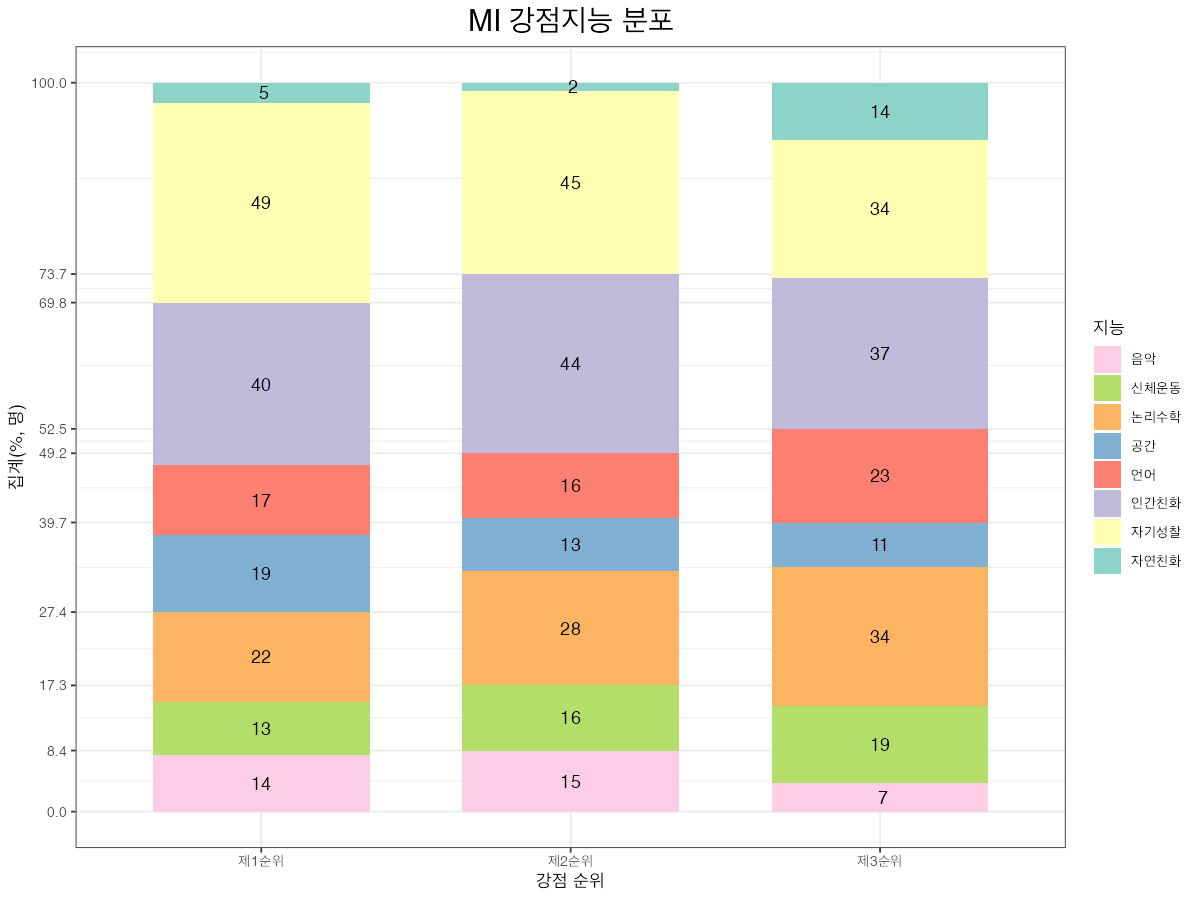 MI 강점지능 분포
집계(%, 명)
100.0
73.7
69.8
52.5
49.2
39.7
27.4
17.3
8.4
0.0
5
49
40
17
19
22
13
14
2
45
44
16
13
28
16
15
14
34
37
23
11
34
19
7
제1순위
제2순위
제3순위
강점 순위
지능
음악
신체운동
논리수학
공간
언어
인간친화
자기성찰
자연친화